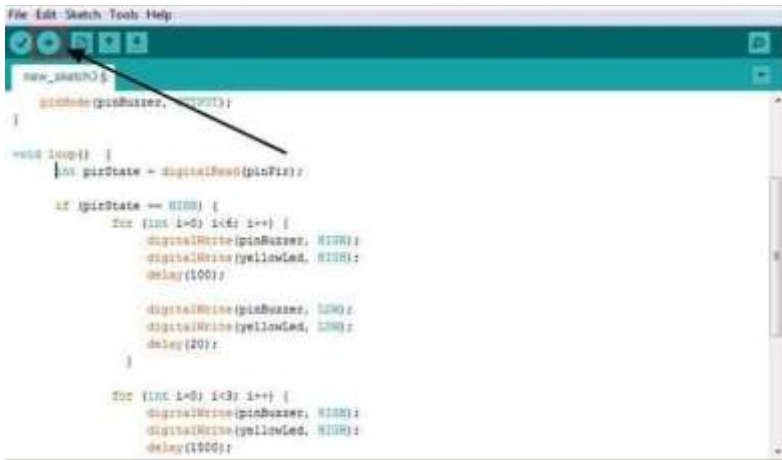 File Edit Sketch Tools Help
new_sketch3 §
pinMode(pinBuzzer, OUTPUT);
}
void loop() {
int pirState = digitalRead(pinPir);
if (pirState == HIGH) {
for (int i=0; i<6; i++) {
digitalWrite(pinBuzzer, HIGH);
digitalWrite(yellowLed, HIGH);
delay(100);
digitalWrite(pinBuzzer, LOW);
digitalWrite(yellowLed, LOW);
delay(20);
}
for (int i=0; i<3; i++) {
digitalWrite(pinBuzzer, HIGH);
digitalWrite(yellowLed, HIGH);
delay(1500);